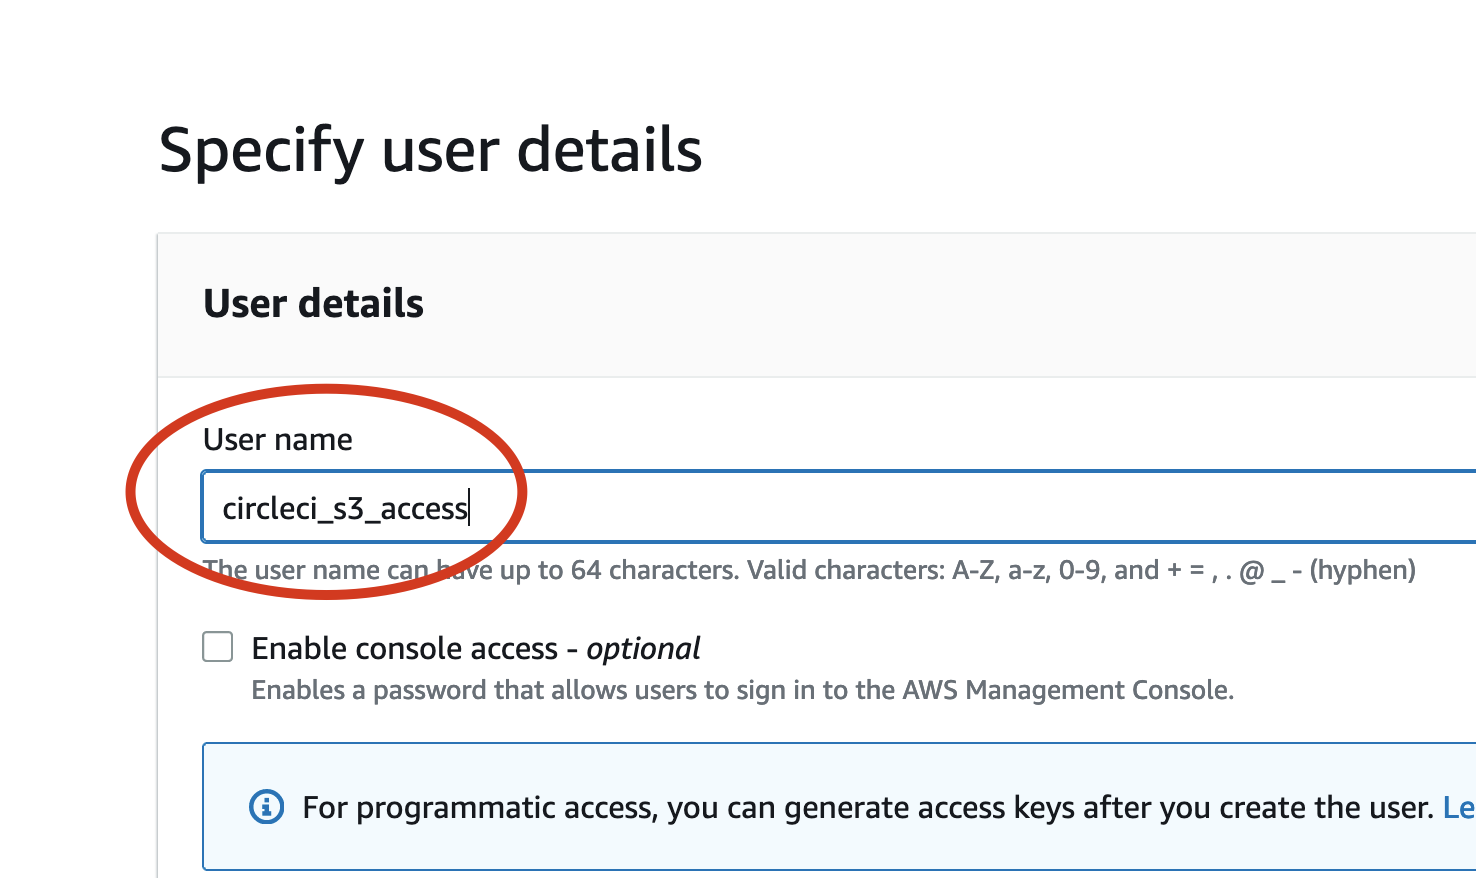 Specify user details
User details
User name
circleci_s3_access
The user name can have up to 64 characters. Valid characters: A-Z, a-z, 0-9, and + = , . @ _ - (hyphen)
Enable console access - optional
Enables a password that allows users to sign in to the AWS Management Console.
For programmatic access, you can generate access keys after you create the user. Le